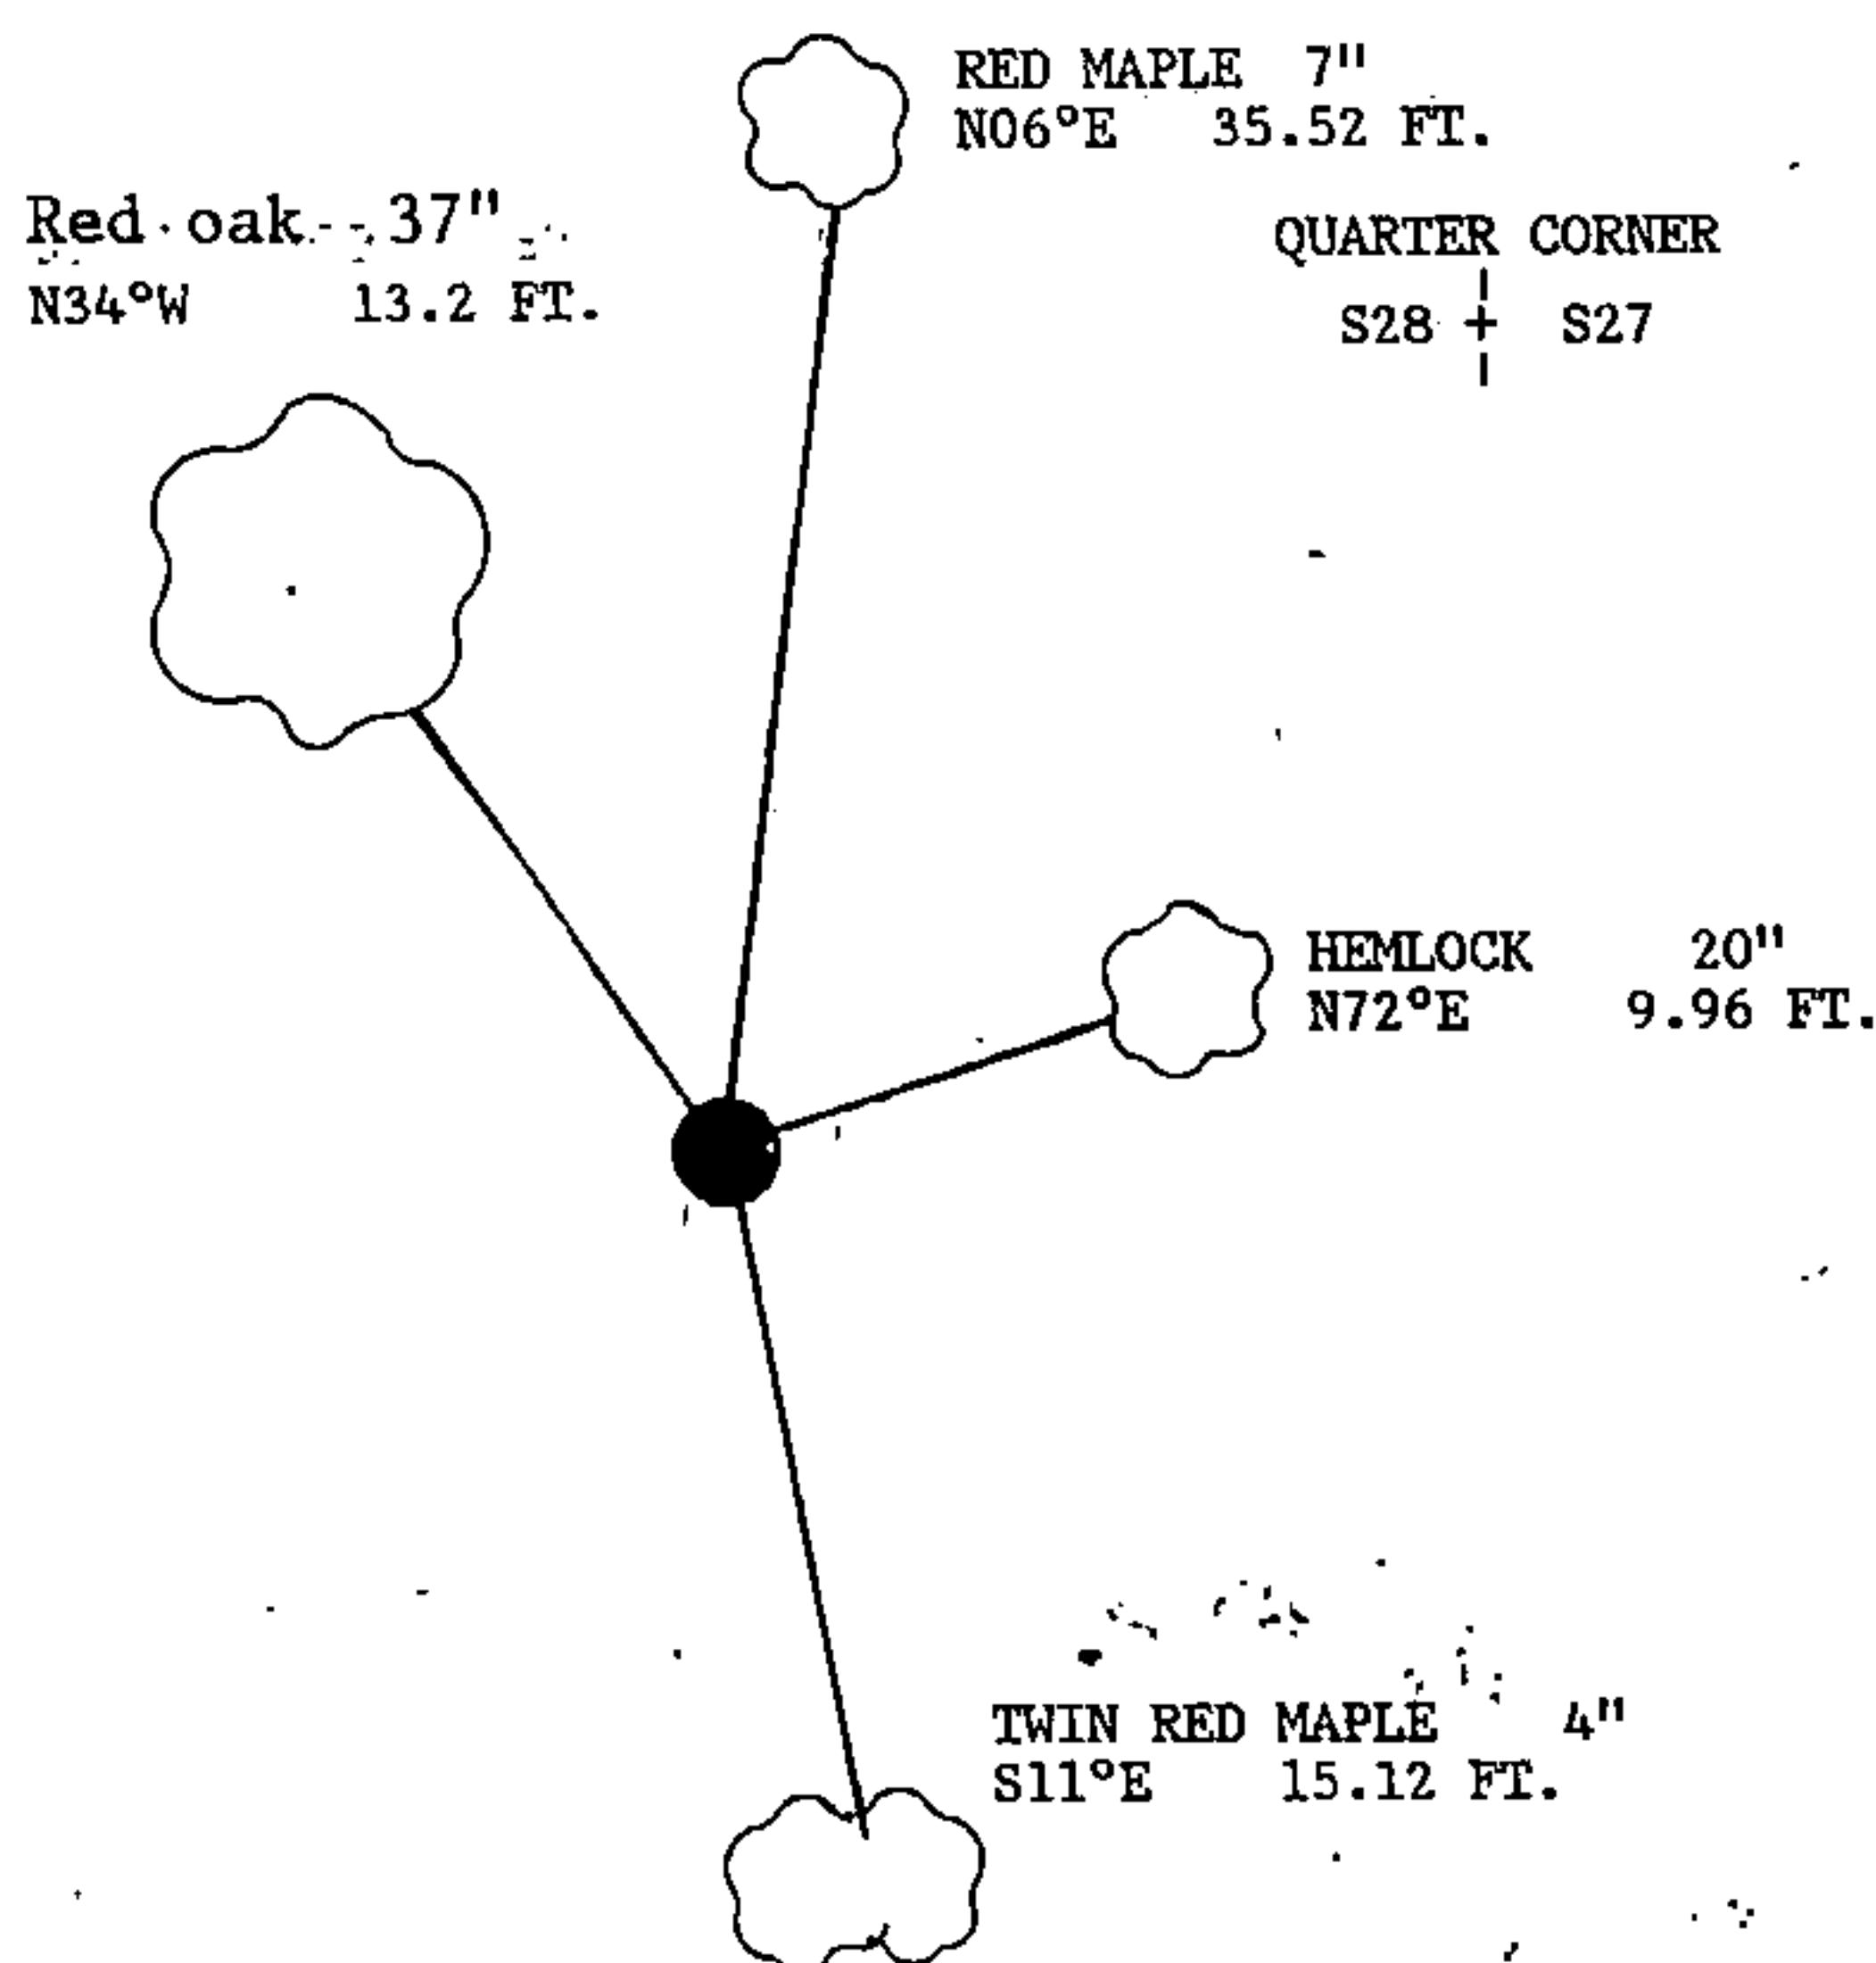 RED MAPLE 7"
N06°E 35.52 FT.
Red oak 37"
N34°W 13.2 FT.
QUARTER CORNER
S28 + S27
HEMLOCK 20"
N72°E 9.96 FT.
TWIN RED MAPLE 4"
S11°E 15.12 FT.